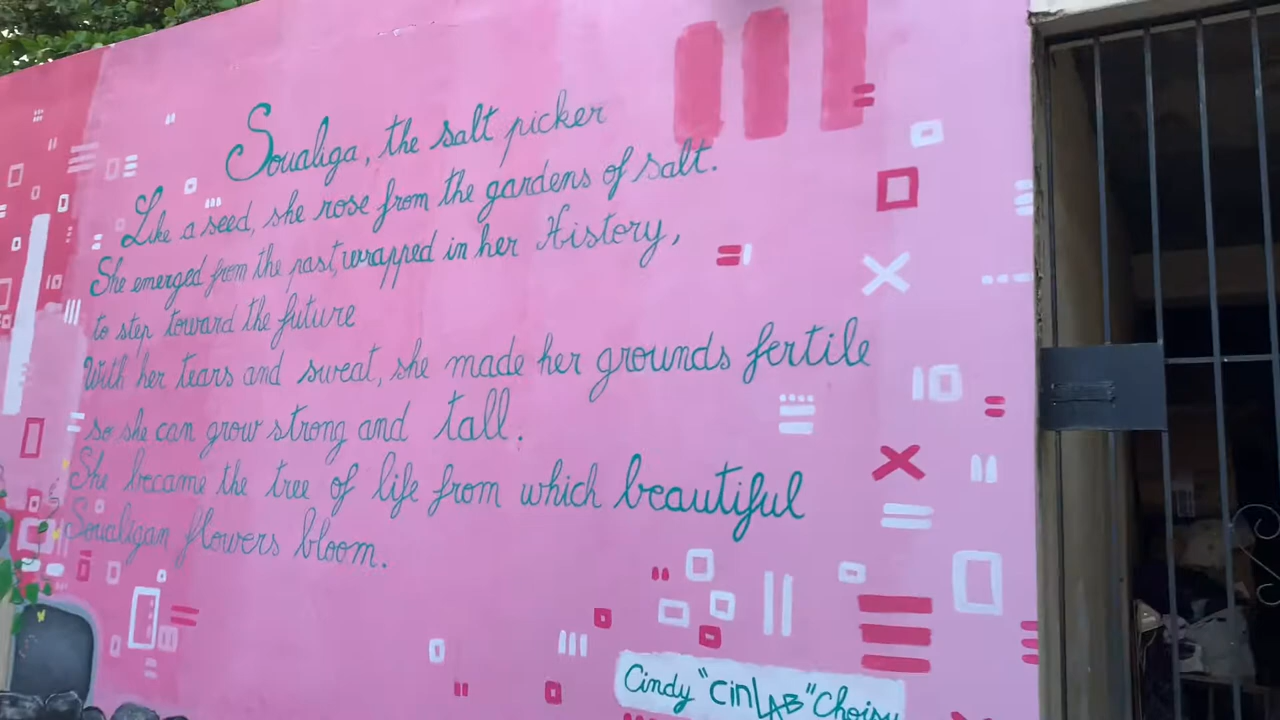 Soualiga, the salt picker
Like a seed, she rose from the gardens of salt.
She emerged from the past, wrapped in her History,
to step toward the future
With her tears and sweat, she made her grounds fertile
so she can grow strong and tall.
She became the tree of life from which beautiful
Soualigan flowers bloom.
Cindy "CinLAB" Choisy